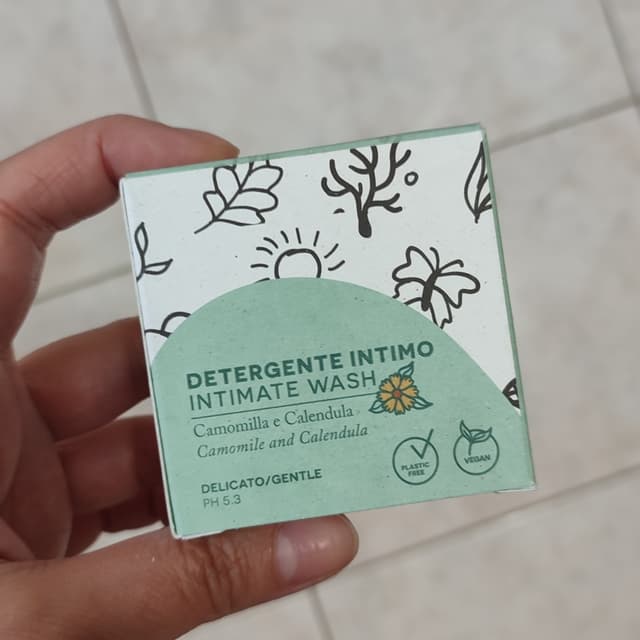 DETERGENTE INTIMO
INTIMATE WASH
Camomilla e Calendula
Camomile and Calendula
DELICATO/GENTLE
PH 5.3
PLASTIC
FREE
VEGAN